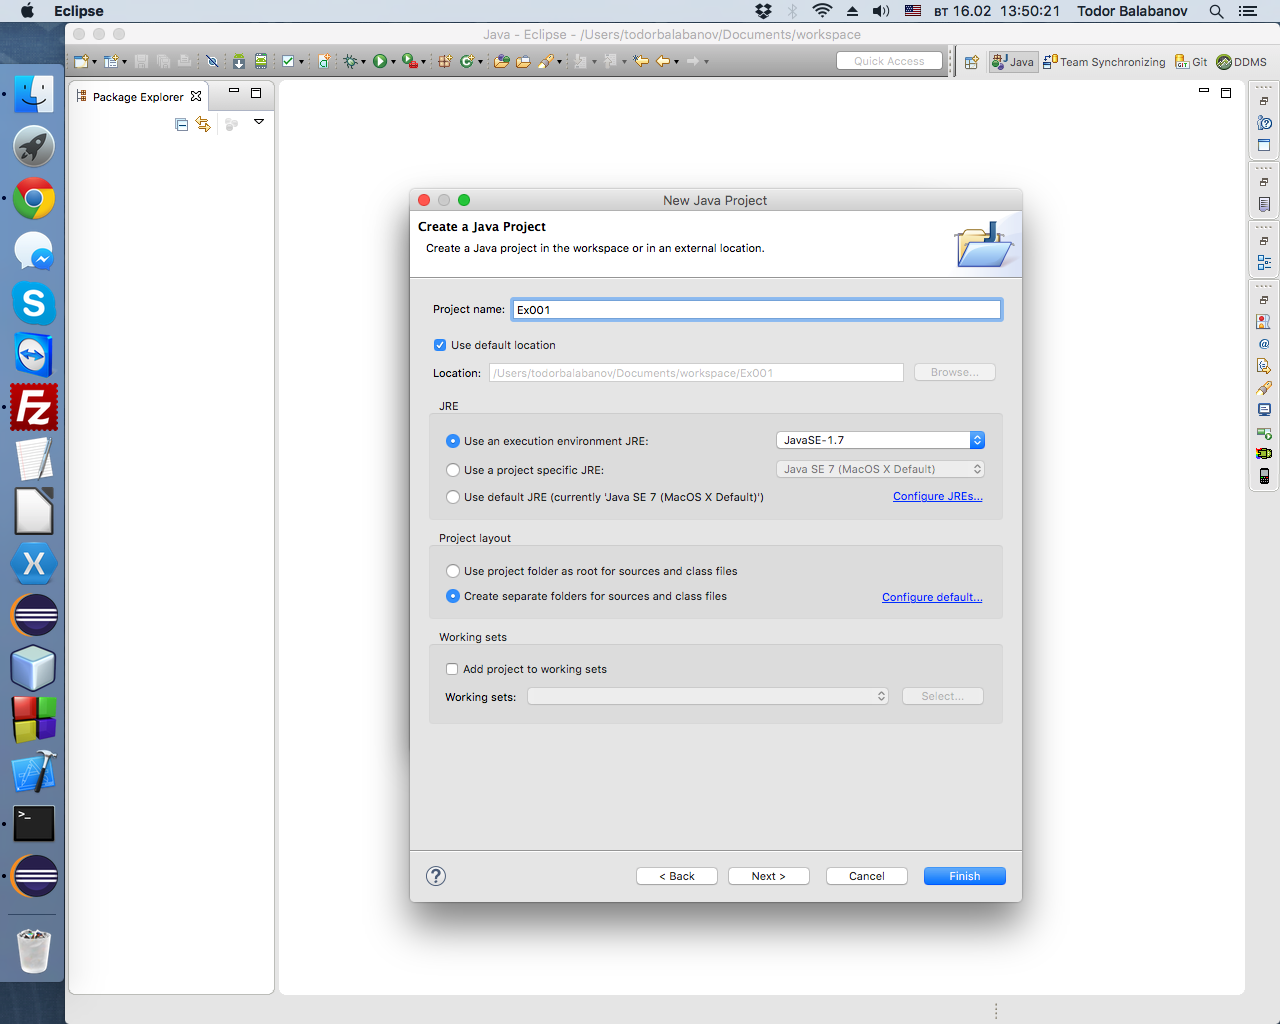 Eclipse
вт 16.02 13:50:21 Todor Balabanov
Java - Eclipse - /Users/todorbalabanov/Documents/workspace
Quick Access
Java
Team Synchronizing
Git
DDMS
Package Explorer
New Java Project
Create a Java Project
Create a Java project in the workspace or in an external location.
Project name: Ex001
Use default location
Location: /Users/todorbalabanov/Documents/workspace/Ex001 Browse...
JRE
Use an execution environment JRE: JavaSE-1.7
Use a project specific JRE: Java SE 7 (MacOS X Default)
Use default JRE (currently 'Java SE 7 (MacOS X Default)') Configure JREs...
Project layout
Use project folder as root for sources and class files
Create separate folders for sources and class files Configure default...
Working sets
Add project to working sets
Working sets: Select...
? < Back Next > Cancel Finish